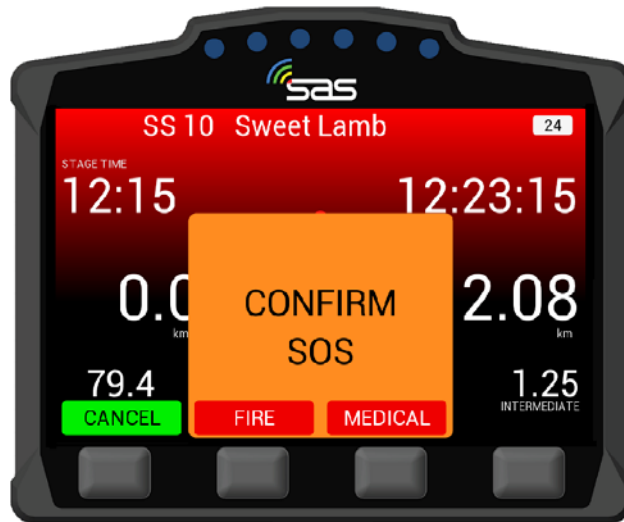 sas
SS 10 Sweet Lamb 24
STAGE TIME
12:15 12:23:15
0.0 2.08
km km
CONFIRM
SOS
79.4 1.25
INTERMEDIATE
CANCEL FIRE MEDICAL